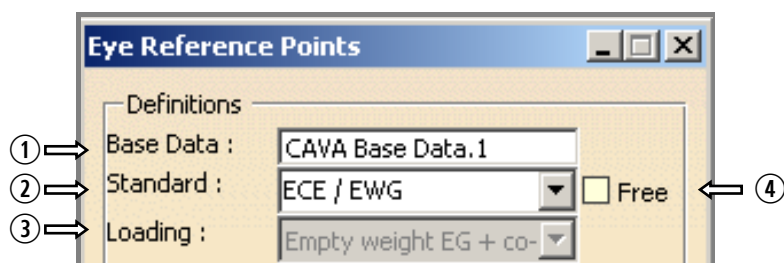 Eye Reference Points
Definitions
① Base Data : CAVA Base Data.1
② Standard : ECE / EWG Free ④
③ Loading : Empty weight EG + co-